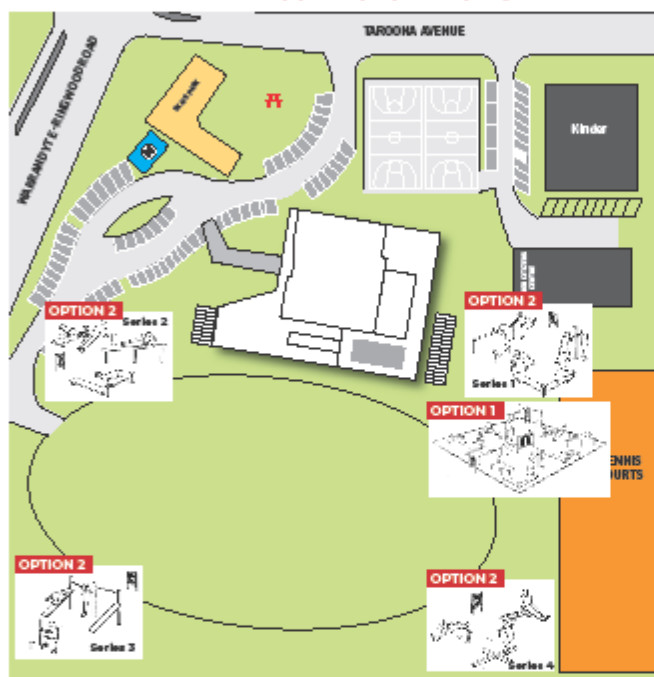 TAROONA AVENUE
WARRANDYTE-RINGWOOD ROAD
Kinder
OPTION 2
Series 2
OPTION 2
Series 1
OPTION 1
ENNIS
OURTS
OPTION 2
Series 3
OPTION 2
Series 4